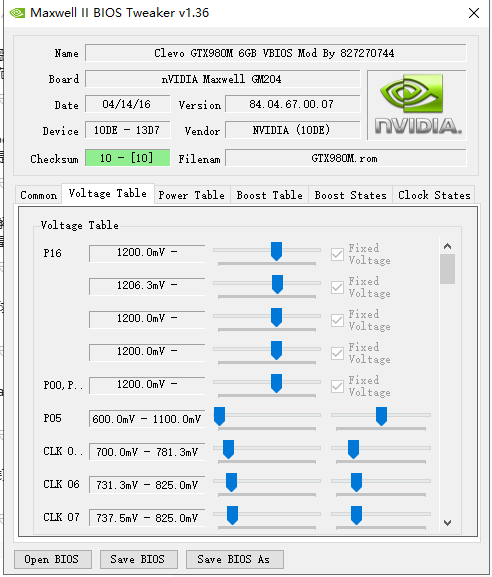 Maxwell II BIOS Tweaker v1.36
Name Clevo GTX980M 6GB VBIOS Mod By 827270744
Board nVIDIA Maxwell GM204
Date 04/14/16 Version 84.04.67.00.07
Device 10DE - 13D7 Vendor NVIDIA (10DE)
Checksum 10 - [10] Filenam GTX980M.rom
nVIDIA.
Common Voltage Table Power Table Boost Table Boost States Clock States
Voltage Table
P16 1200.0mV - Fixed Voltage
1206.3mV - Fixed Voltage
1200.0mV - Fixed Voltage
1200.0mV - Fixed Voltage
P00,P.. 1200.0mV - Fixed Voltage
P05 600.0mV - 1100.0mV
CLK 0.. 700.0mV - 781.3mV
CLK 06 731.3mV - 825.0mV
CLK 07 737.5mV - 825.0mV
Open BIOS Save BIOS Save BIOS As